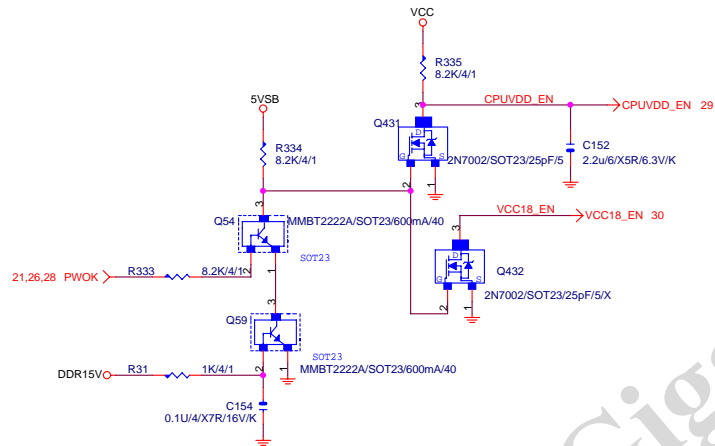 VCC
R335
8.2K/4/1
CPUVDD_EN
CPUVDD_EN 29
5VSB
3
Q431
D
G
S
2N7002/SOT23/25pF/5
C152
2.2u/6/X5R/6.3V/K
R334
8.2K/4/1
2
1
3
Q54
MMBT2222A/SOT23/600mA/40
SOT23
VCC18_EN
VCC18_EN 30
3
D
G
S
Q432
2N7002/SOT23/25pF/5/X
21,26,28 PWOK
R333
8.2K/4/1
2
1
2
1
3
Q59
SOT23
MMBT2222A/SOT23/600mA/40
DDR15V
R31
1K/4/1
2
1
C154
0.1U/4/X7R/16V/K
Giga